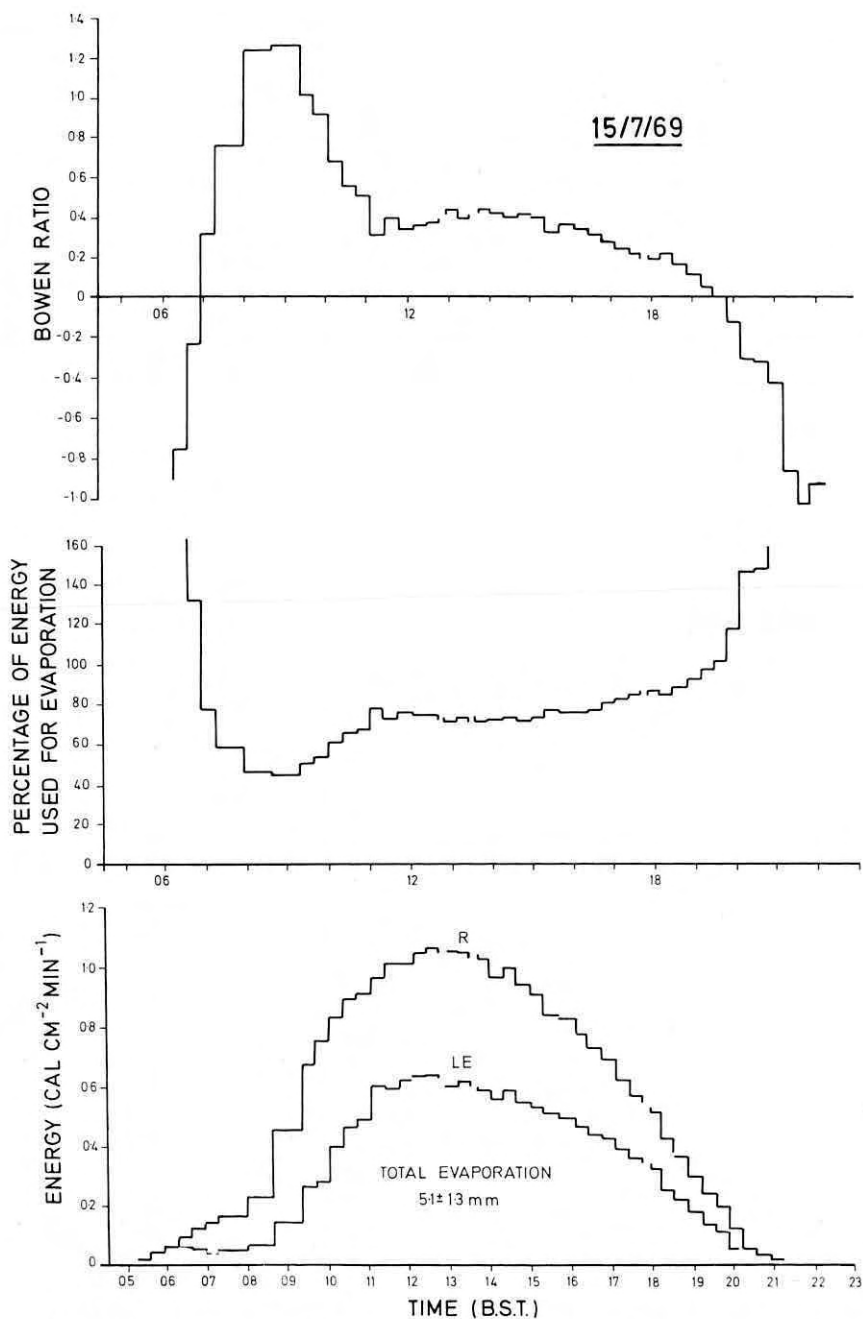 1·4
1·2
1·0
0·8
0·6
0·4
0·2
0
-0·2
-0·4
-0·6
-0·8
-1·0
BOWEN RATIO
15/7/69
06 12 18
160
140
120
100
80
60
40
20
0
PERCENTAGE OF ENERGY
USED FOR EVAPORATION
06 12 18
1·2
1·0
0·8
0·6
0·4
0·2
0
ENERGY (CAL CM⁻² MIN⁻¹)
R
LE
TOTAL EVAPORATION
5·1± 1·3 mm
05 06 07 08 09 10 11 12 13 14 15 16 17 18 19 20 21 22 23
TIME (B.S.T.)